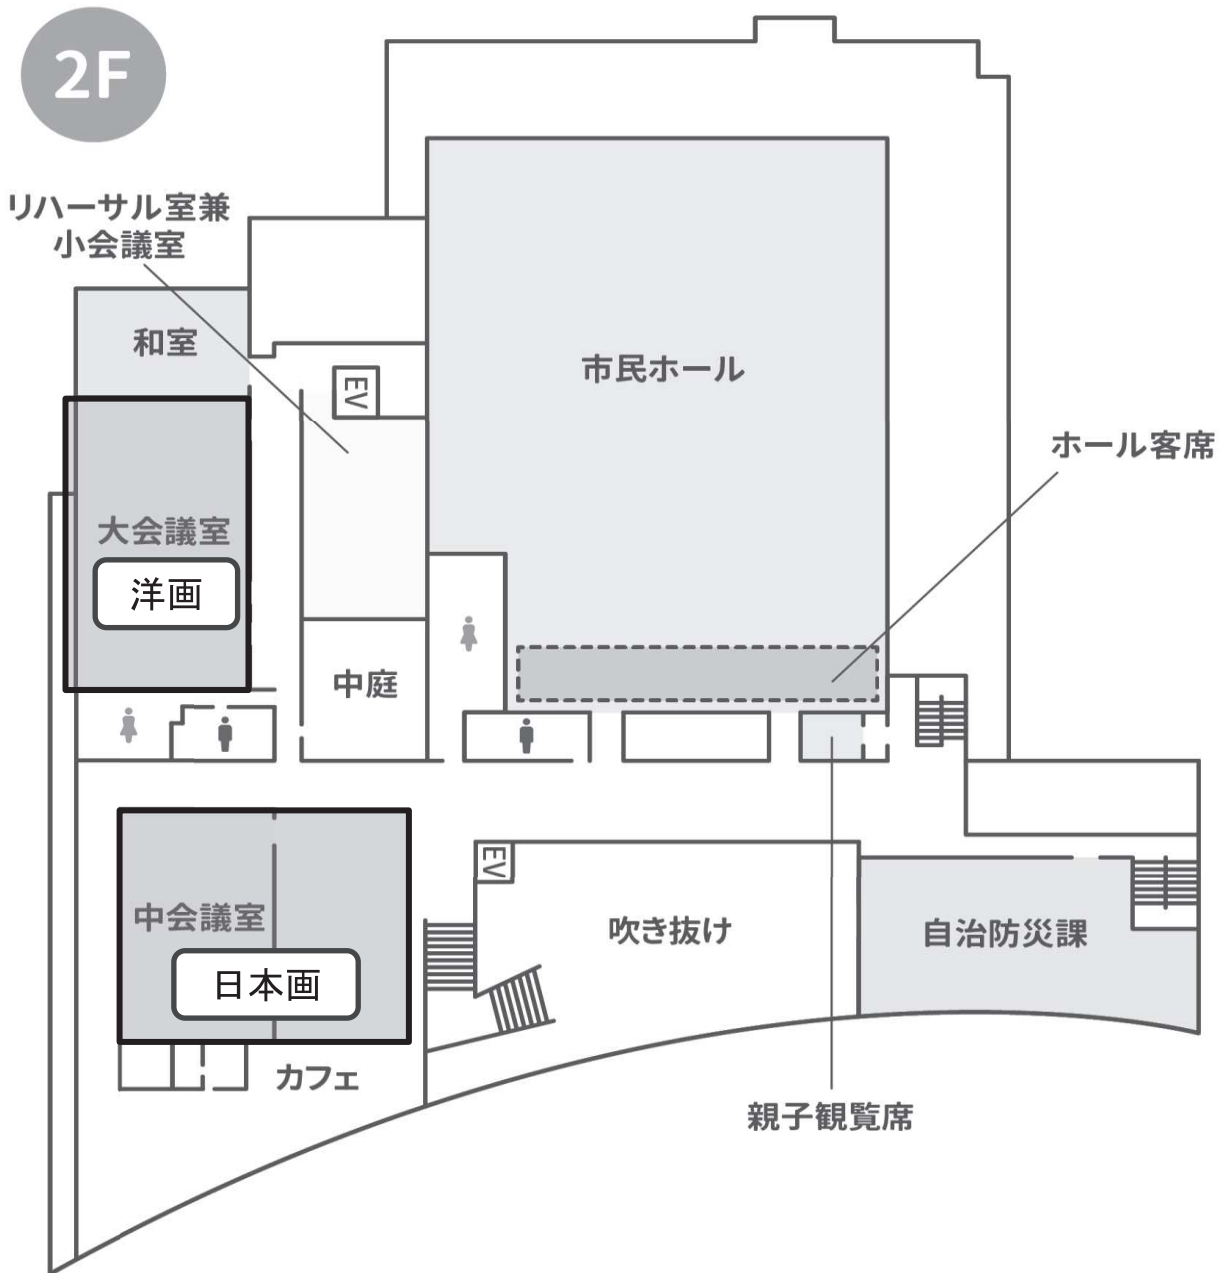 2F
リハーサル室兼
小会議室
和室
EV
市民ホール
ホール客席
大会議室
洋画
中庭
EV
中会議室
日本画
吹き抜け
自治防災課
カフェ
親子観覧席